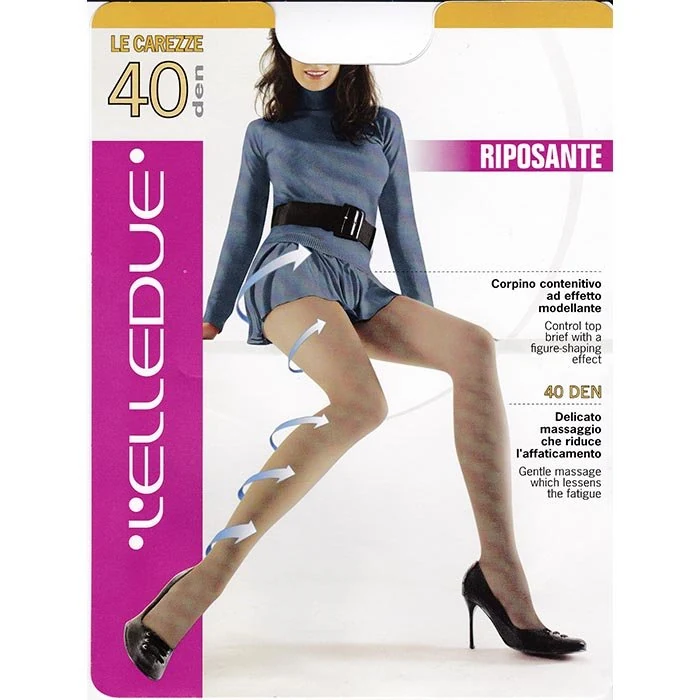 LE CAREZZE
40 den
L'ELLEDUE
RIPOSANTE
Corpino contenitivo
ad effetto
modellante
Control top
brief with a
figure-shaping
effect
40 DEN
Delicato
massaggio
che riduce
l'affaticamento
Gentle massage
which lessens
the fatigue